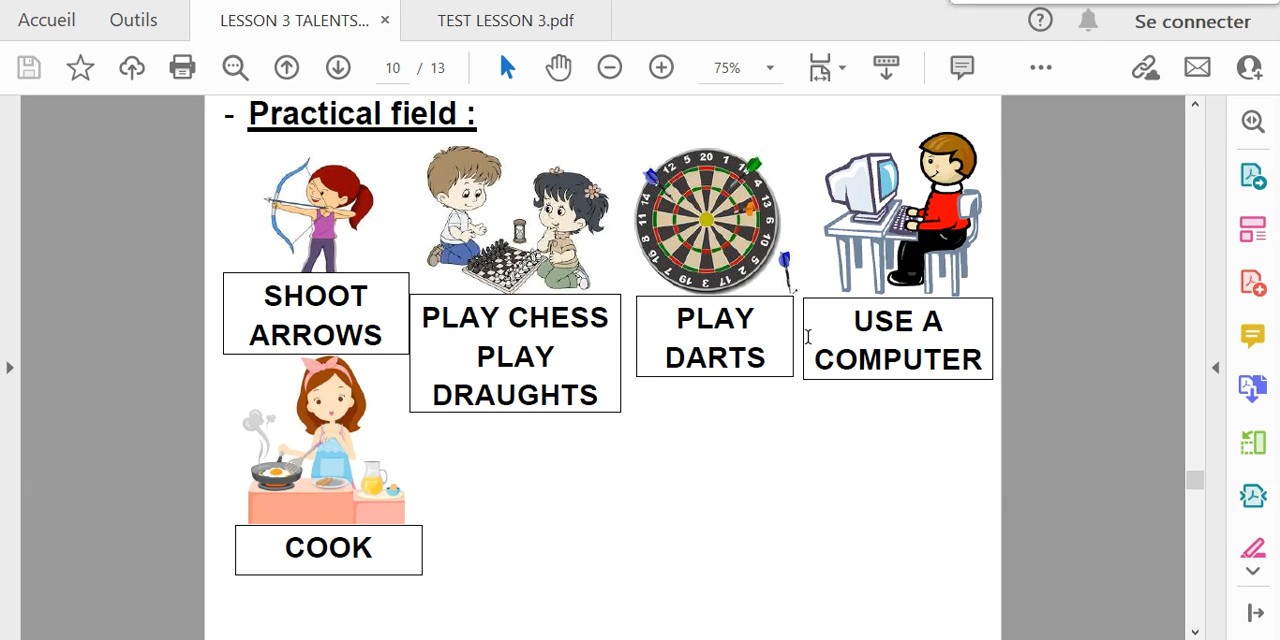 Accueil Outils LESSON 3 TALENTS... × TEST LESSON 3.pdf Se connecter
10 / 13 75%
- Practical field :
SHOOT
ARROWS
PLAY CHESS
PLAY
DRAUGHTS
PLAY
DARTS
USE A
COMPUTER
COOK